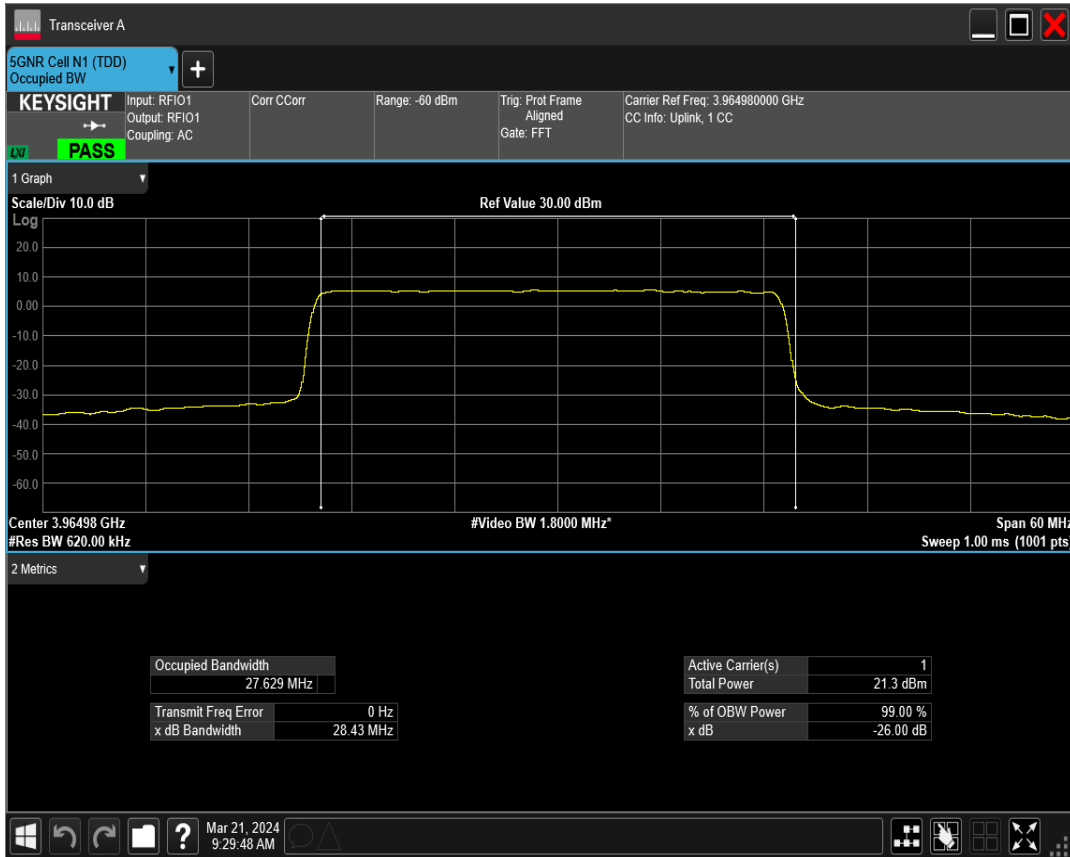 Transceiver A
5GNR Cell N1 (TDD)
Occupied BW
+
KEYSIGHT
LXI
PASS
Input: RFIO1
Output: RFIO1
Coupling: AC
Corr CCorr
Range: -60 dBm
Trig: Prot Frame
Aligned
Gate: FFT
Carrier Ref Freq: 3.964980000 GHz
CC Info: Uplink, 1 CC
1 Graph
Scale/Div 10.0 dB
Ref Value 30.00 dBm
Log
20.0
10.0
0.00
-10.0
-20.0
-30.0
-40.0
-50.0
-60.0
Center 3.96498 GHz
#Video BW 1.8000 MHz*
Span 60 MHz
#Res BW 620.00 kHz
Sweep 1.00 ms (1001 pts)
2 Metrics
Occupied Bandwidth
27.629 MHz
Transmit Freq Error 0 Hz
x dB Bandwidth 28.43 MHz
Active Carrier(s) 1
Total Power 21.3 dBm
% of OBW Power 99.00 %
x dB -26.00 dB
?
Mar 21, 2024
9:29:48 AM